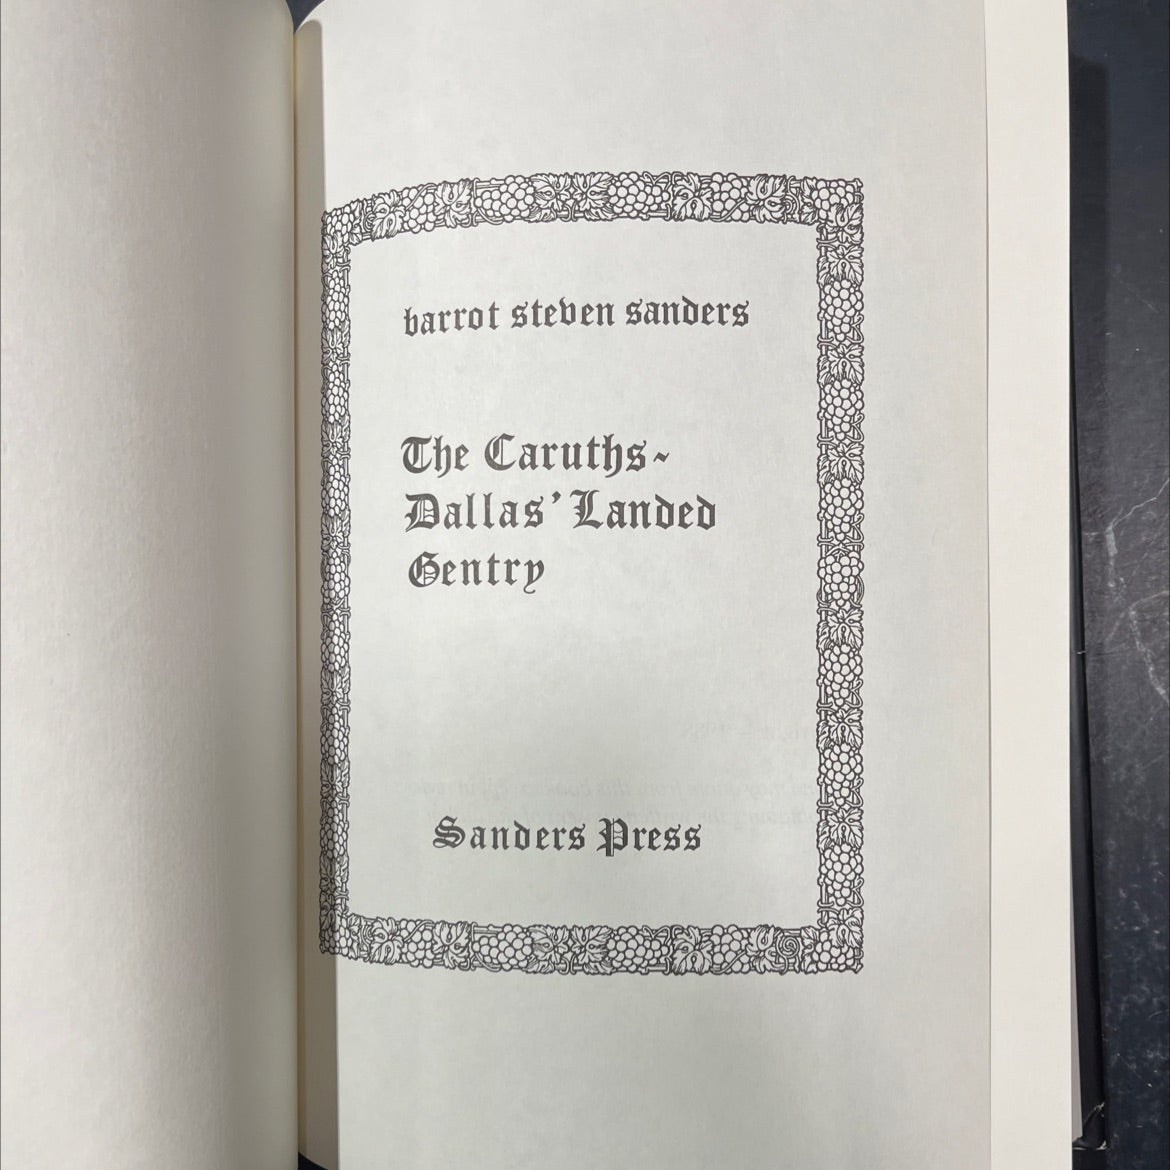 barrot steven sanders
The Caruths~
Dallas' Landed
Gentry
Sanders Press